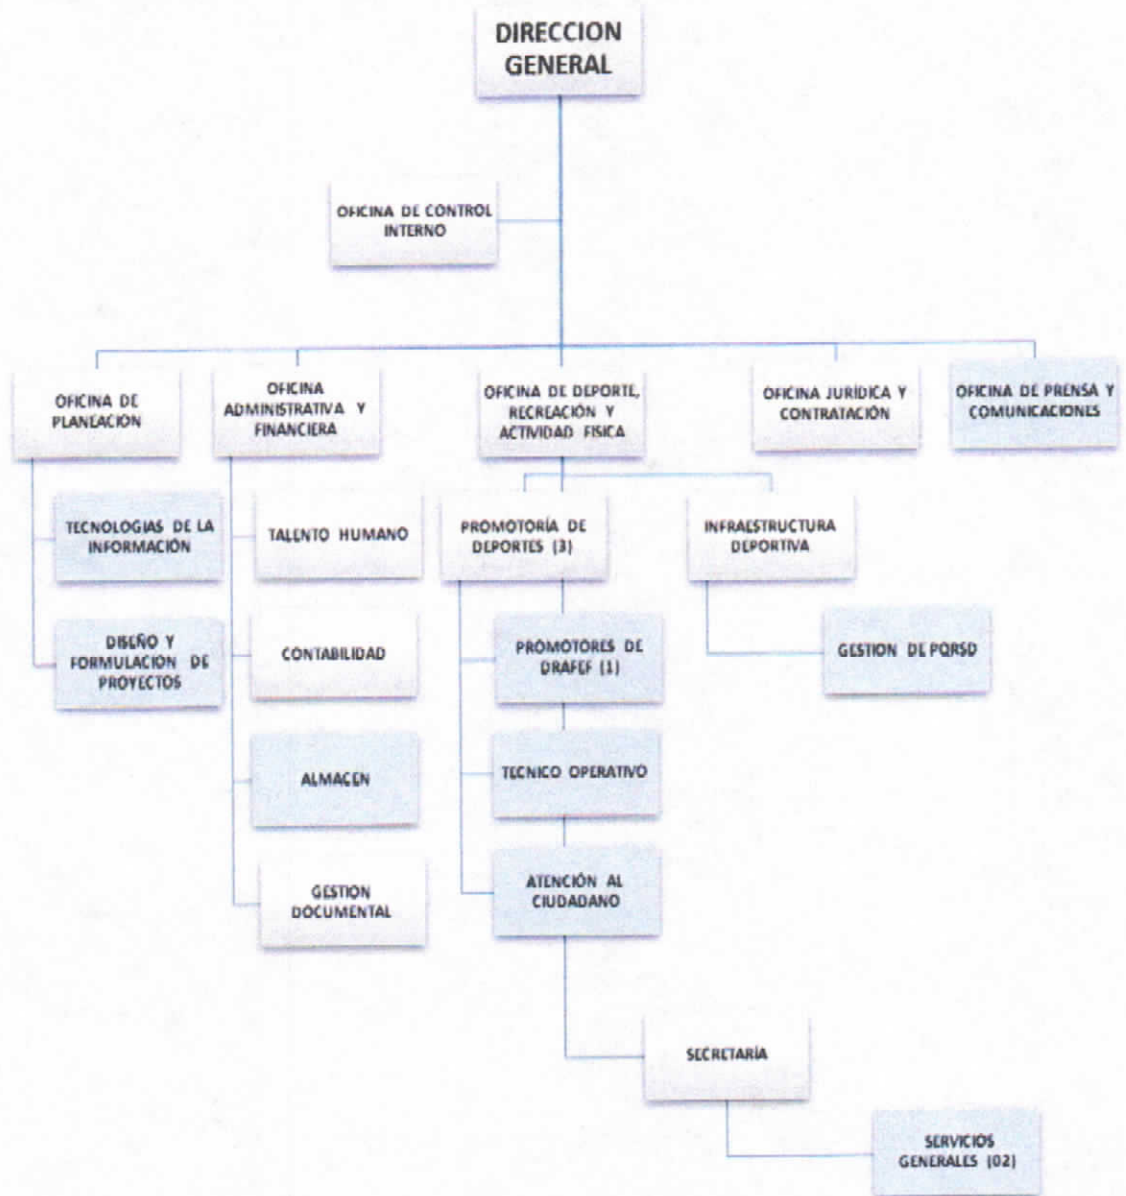 DIRECCION
GENERAL
OFICINA DE CONTROL
INTERNO
OFICINA DE
PLANEACIÓN
OFICINA
ADMINISTRATIVA Y
FINANCIERA
OFICINA DE DEPORTE,
RECREACIÓN Y
ACTIVIDAD FISICA
OFICINA JURÍDICA Y
CONTRATACIÓN
OFICINA DE PRENSA Y
COMUNICACIONES
TECNOLOGIAS DE LA
INFORMACIÓN
TALENTO HUMANO
PROMOTORÍA DE
DEPORTES (3)
INFRAESTRUCTURA
DEPORTIVA
DISEÑO Y
FORMULACIÓN DE
PROYECTOS
CONTABILIDAD
PROMOTORES DE
DRAFEF (1)
GESTION DE PQRSD
ALMACEN
TECNICO OPERATIVO
GESTION
DOCUMENTAL
ATENCIÓN AL
CIUDADANO
SECRETARÍA
SERVICIOS
GENERALES (02)